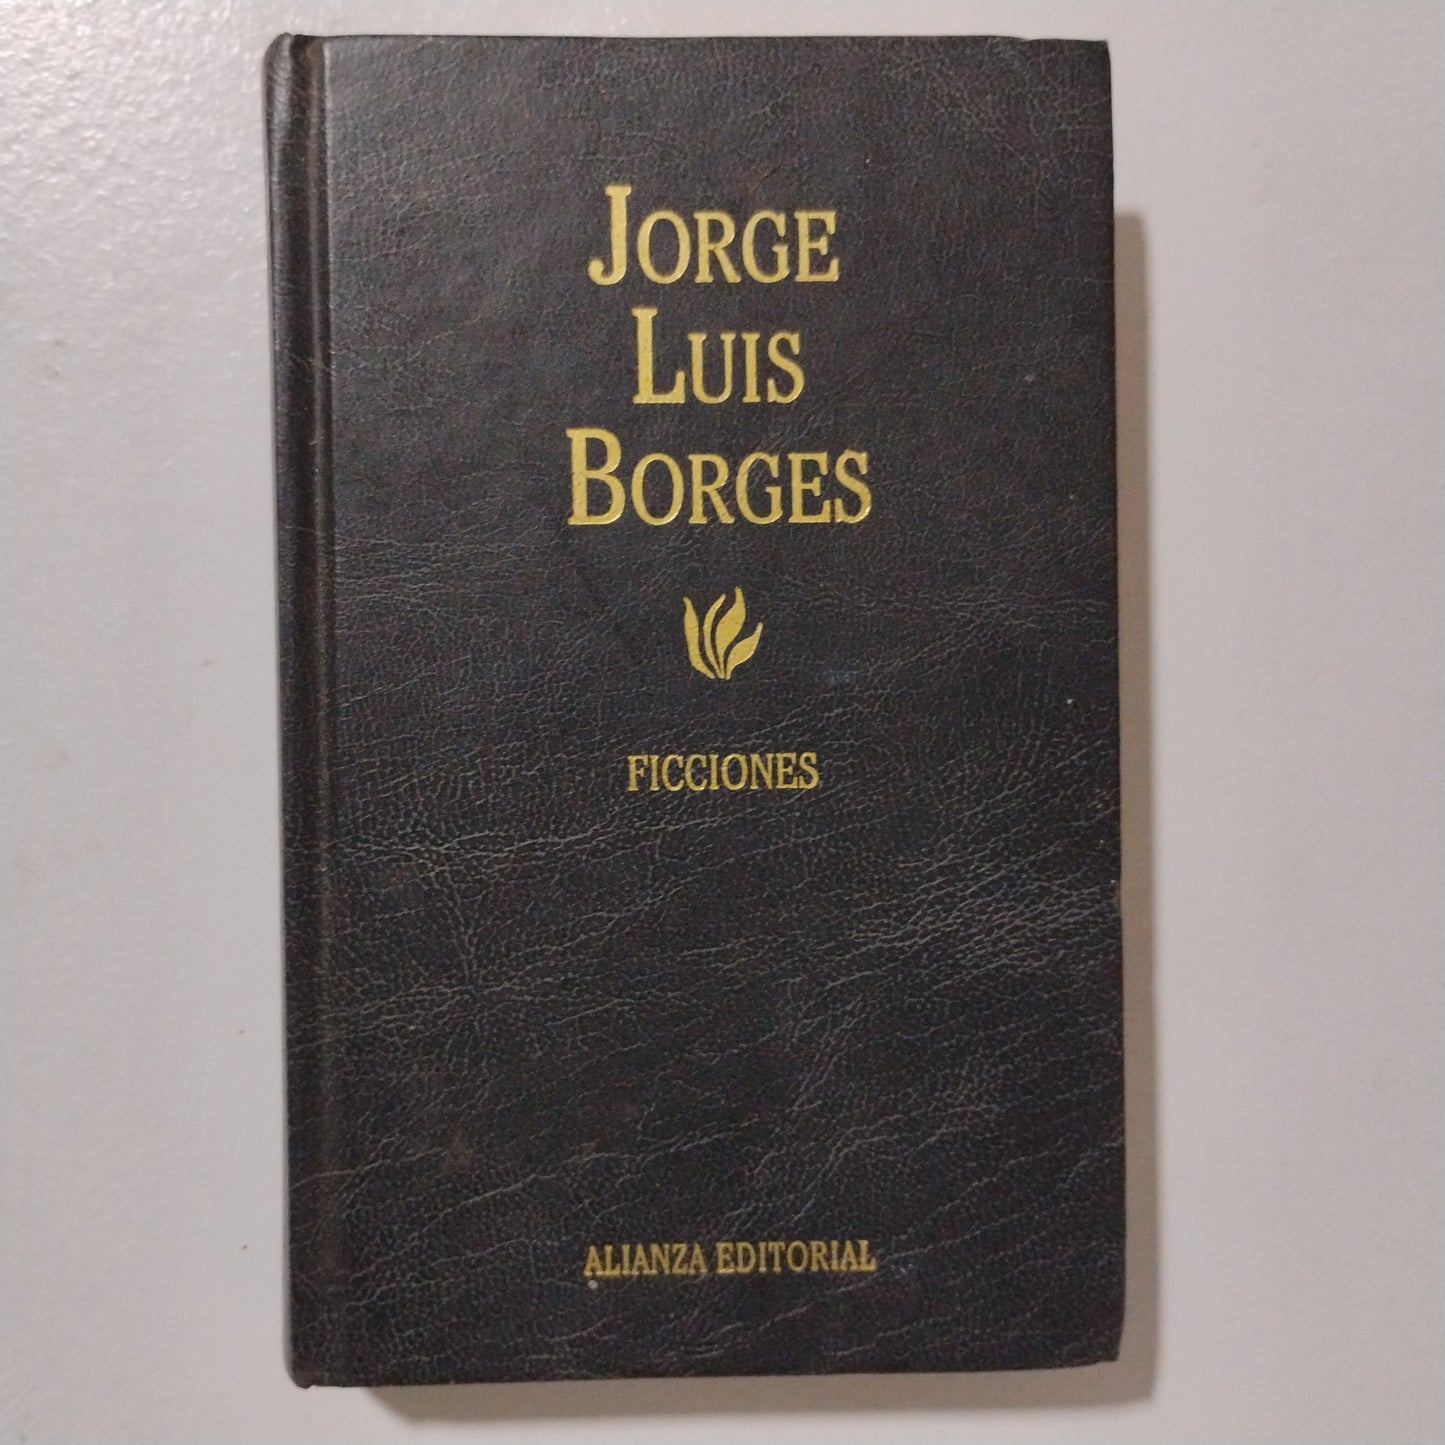 JORGE
LUIS
BORGES
FICCIONES
ALIANZA EDITORIAL